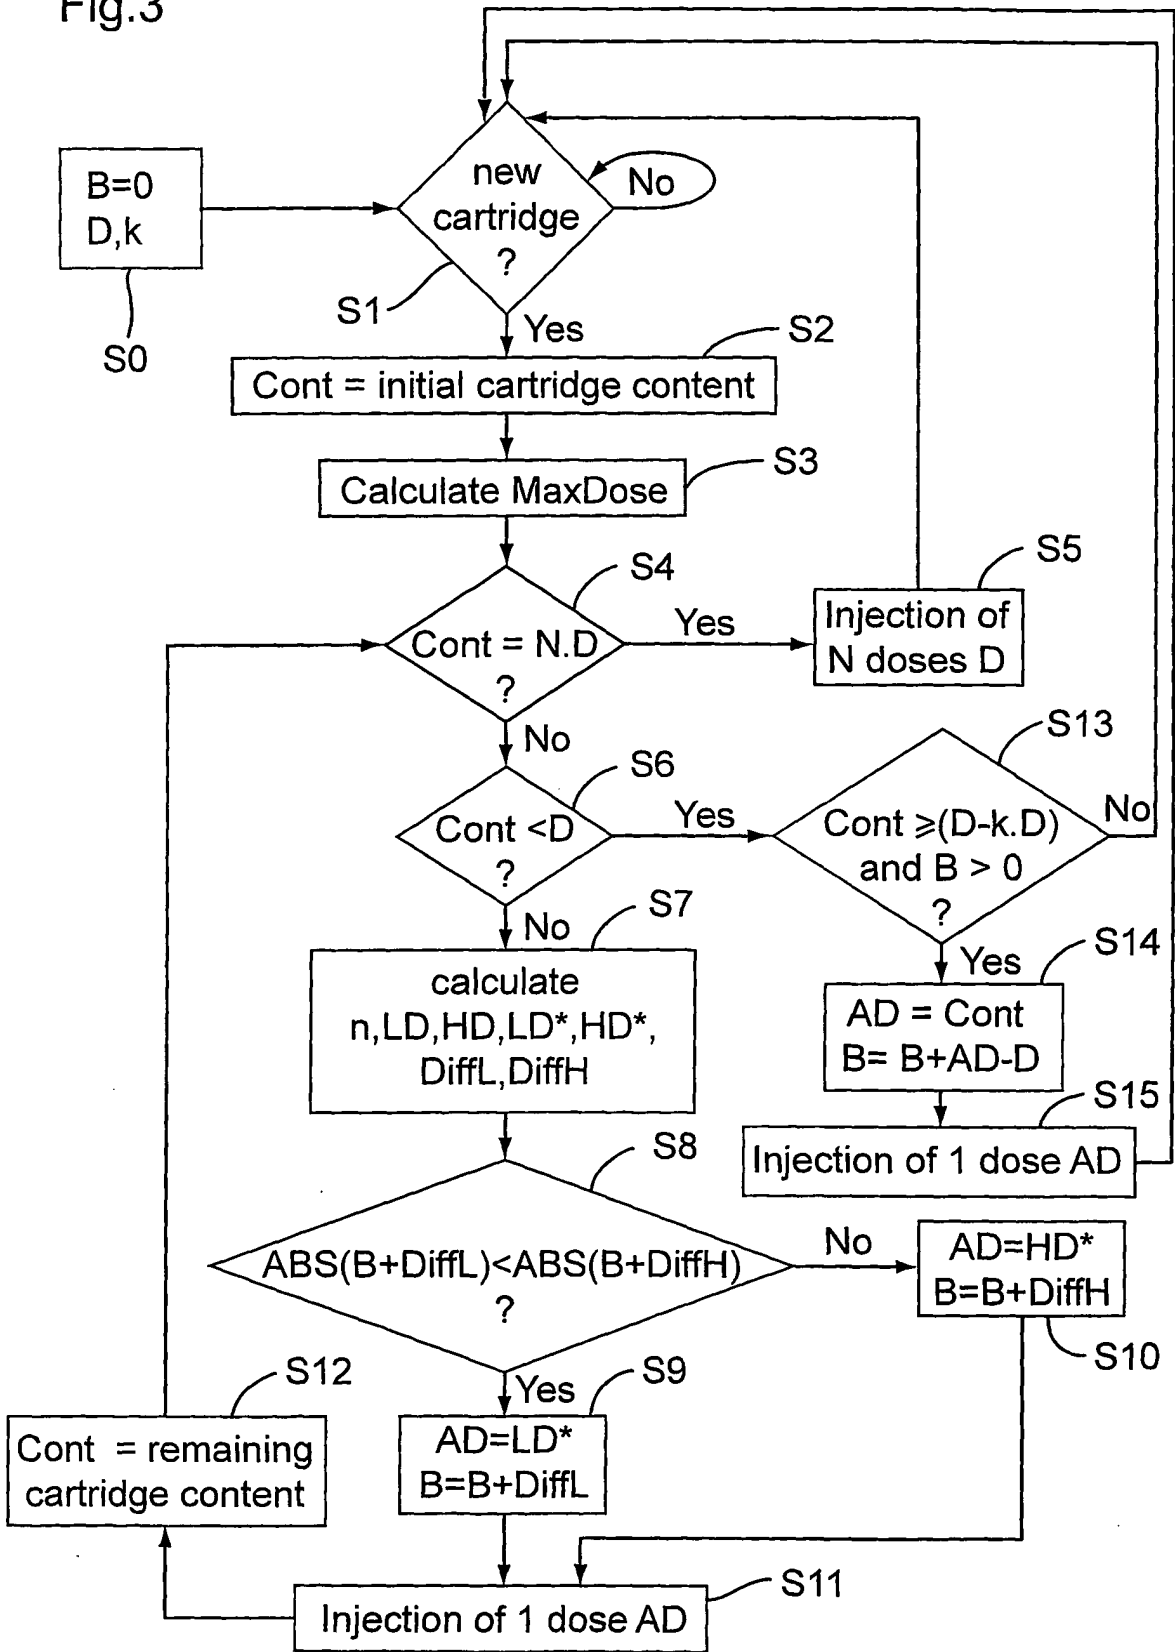 Fig.3
B=0
D,k
S0
new
cartridge
?
No
S1
Yes
S2
Cont = initial cartridge content
S3
Calculate MaxDose
S4
Cont = N.D
?
Yes
S5
Injection of
N doses D
No
S6
Cont <D
?
Yes
S13
Cont ⩾(D-k.D)
and B > 0
?
No
No
S7
calculate
n,LD,HD,LD*,HD*,
DiffL,DiffH
Yes
S14
AD = Cont
B= B+AD-D
S15
Injection of 1 dose AD
S8
ABS(B+DiffL)<ABS(B+DiffH)
?
No
AD=HD*
B=B+DiffH
S10
Yes
S9
AD=LD*
B=B+DiffL
S12
Cont = remaining
cartridge content
S11
Injection of 1 dose AD